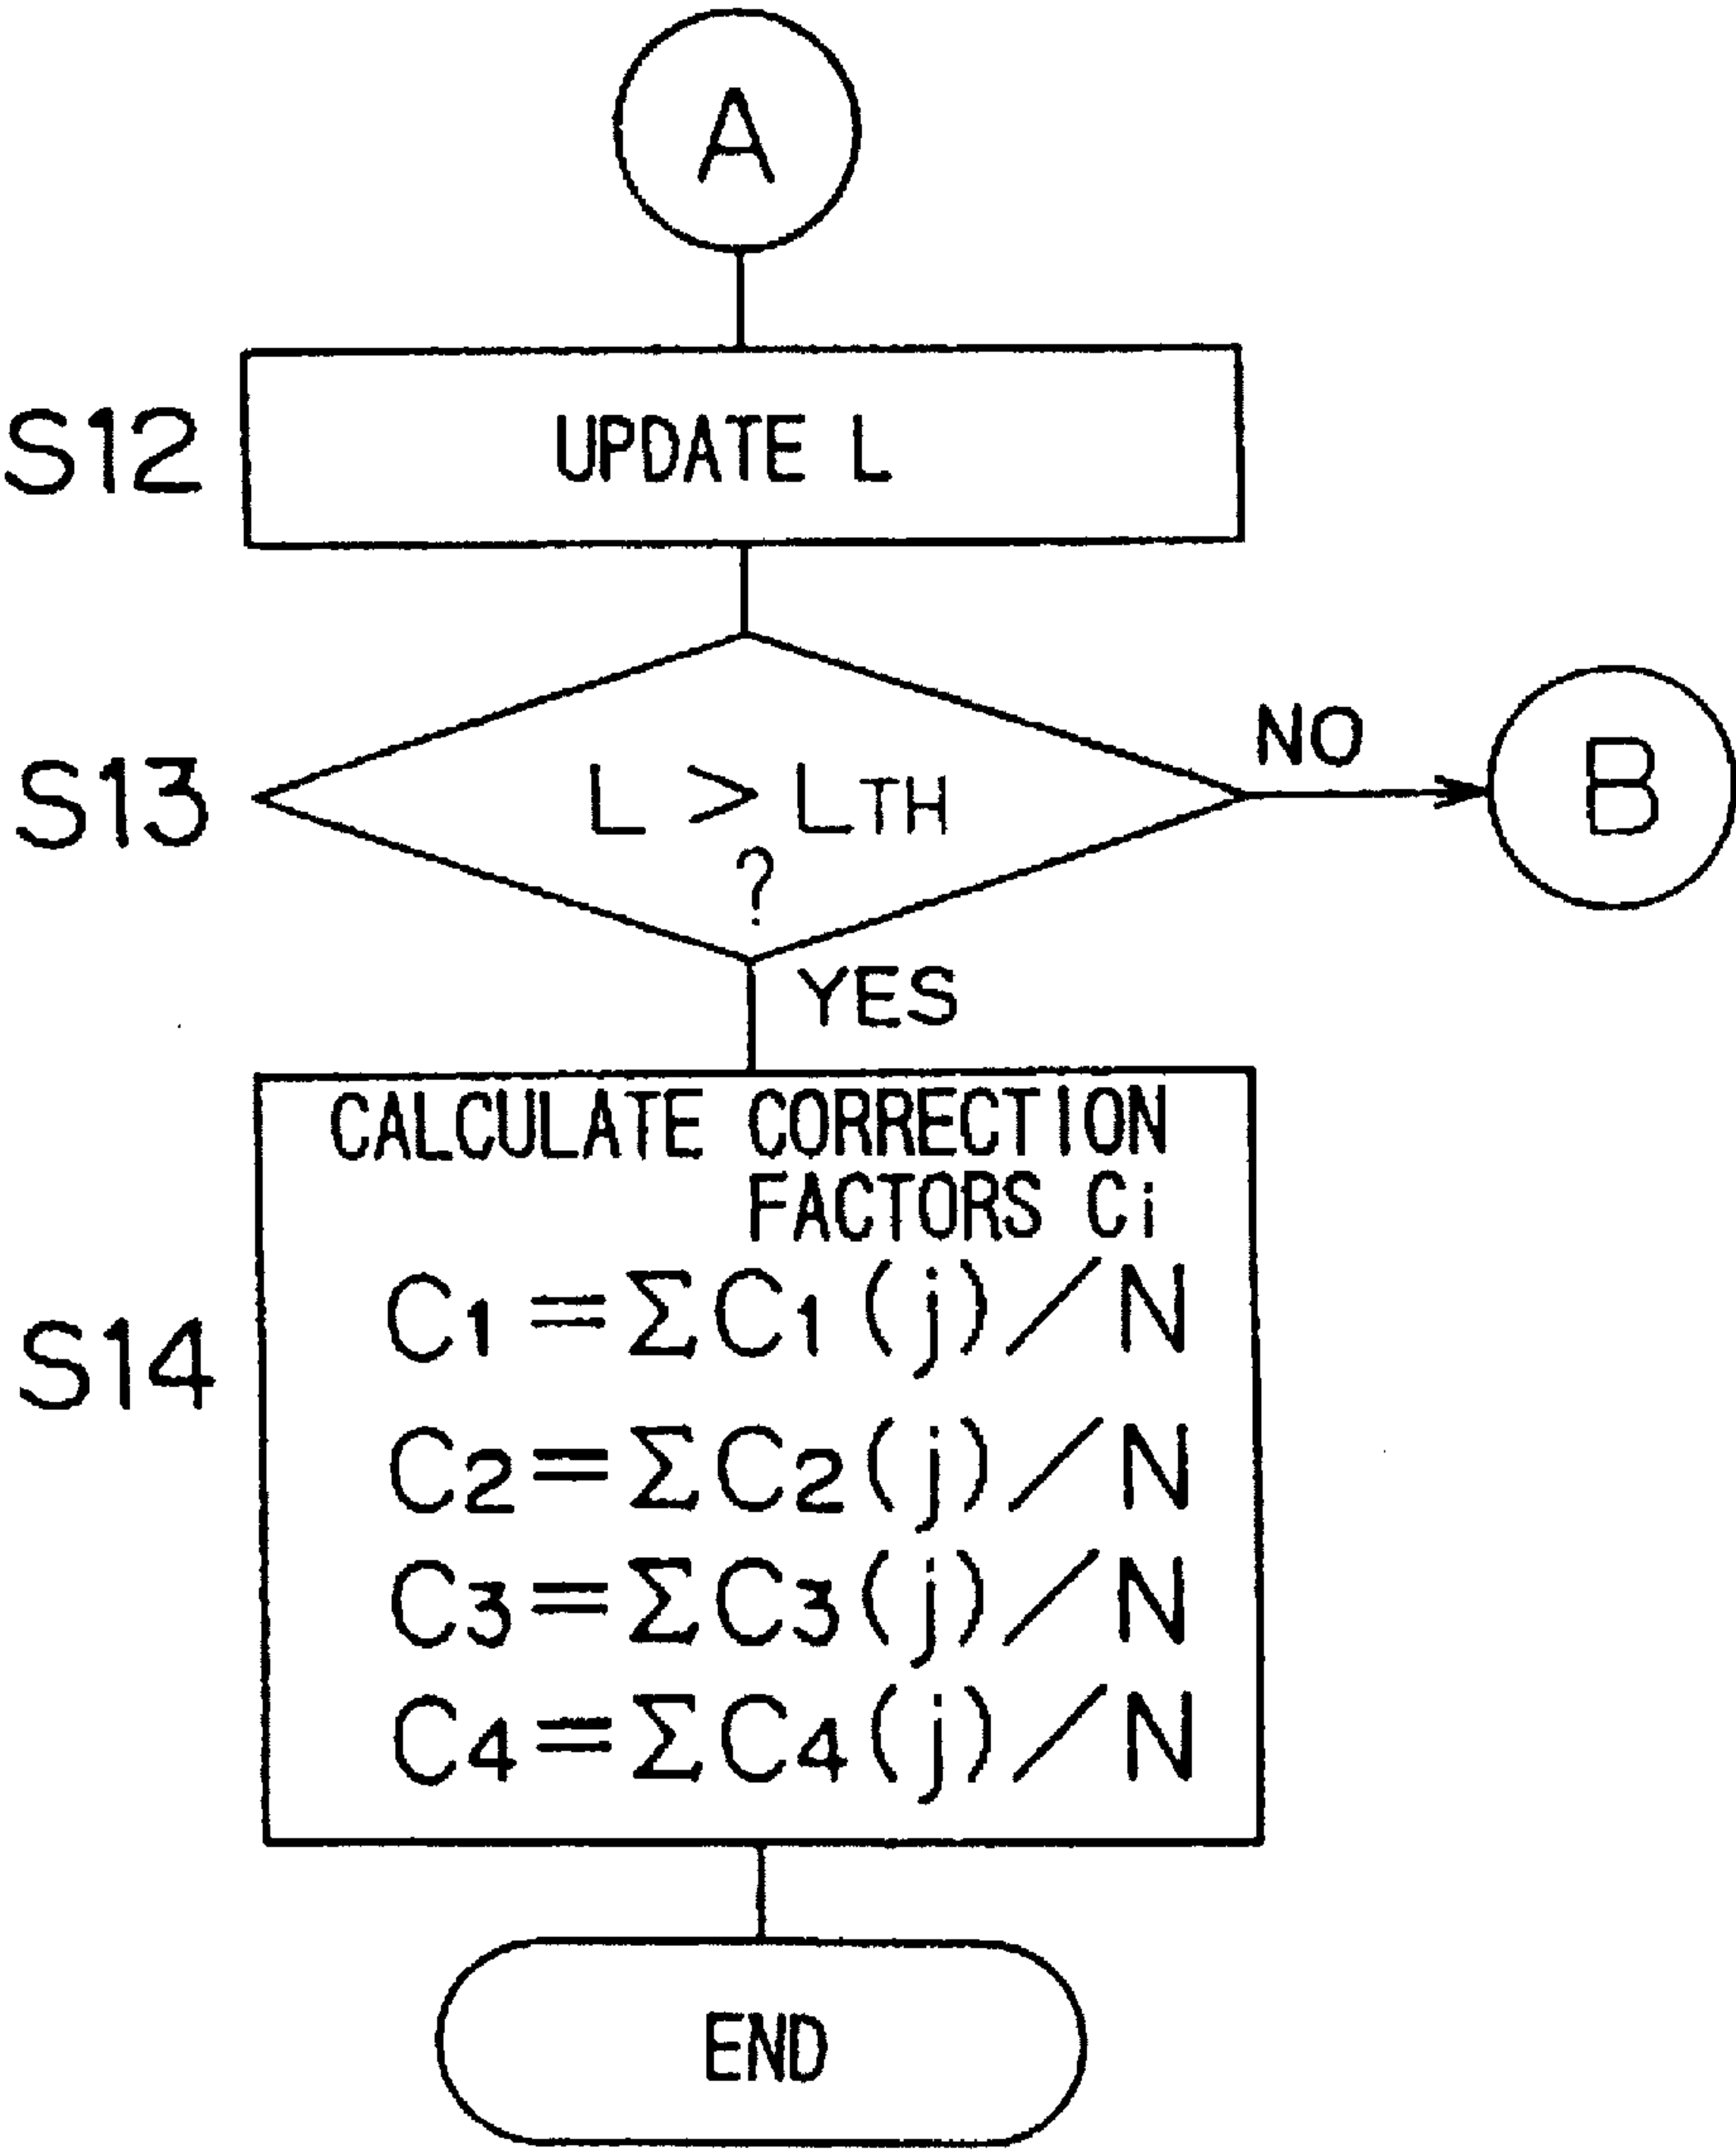 A
S12
UPDATE L
S13
L > LTH
?
NO
B
YES
S14
CALCULATE CORRECTION
FACTORS Ci
C1=ΣC1(j)/N
C2=ΣC2(j)/N
C3=ΣC3(j)/N
C4=ΣC4(j)/N
END